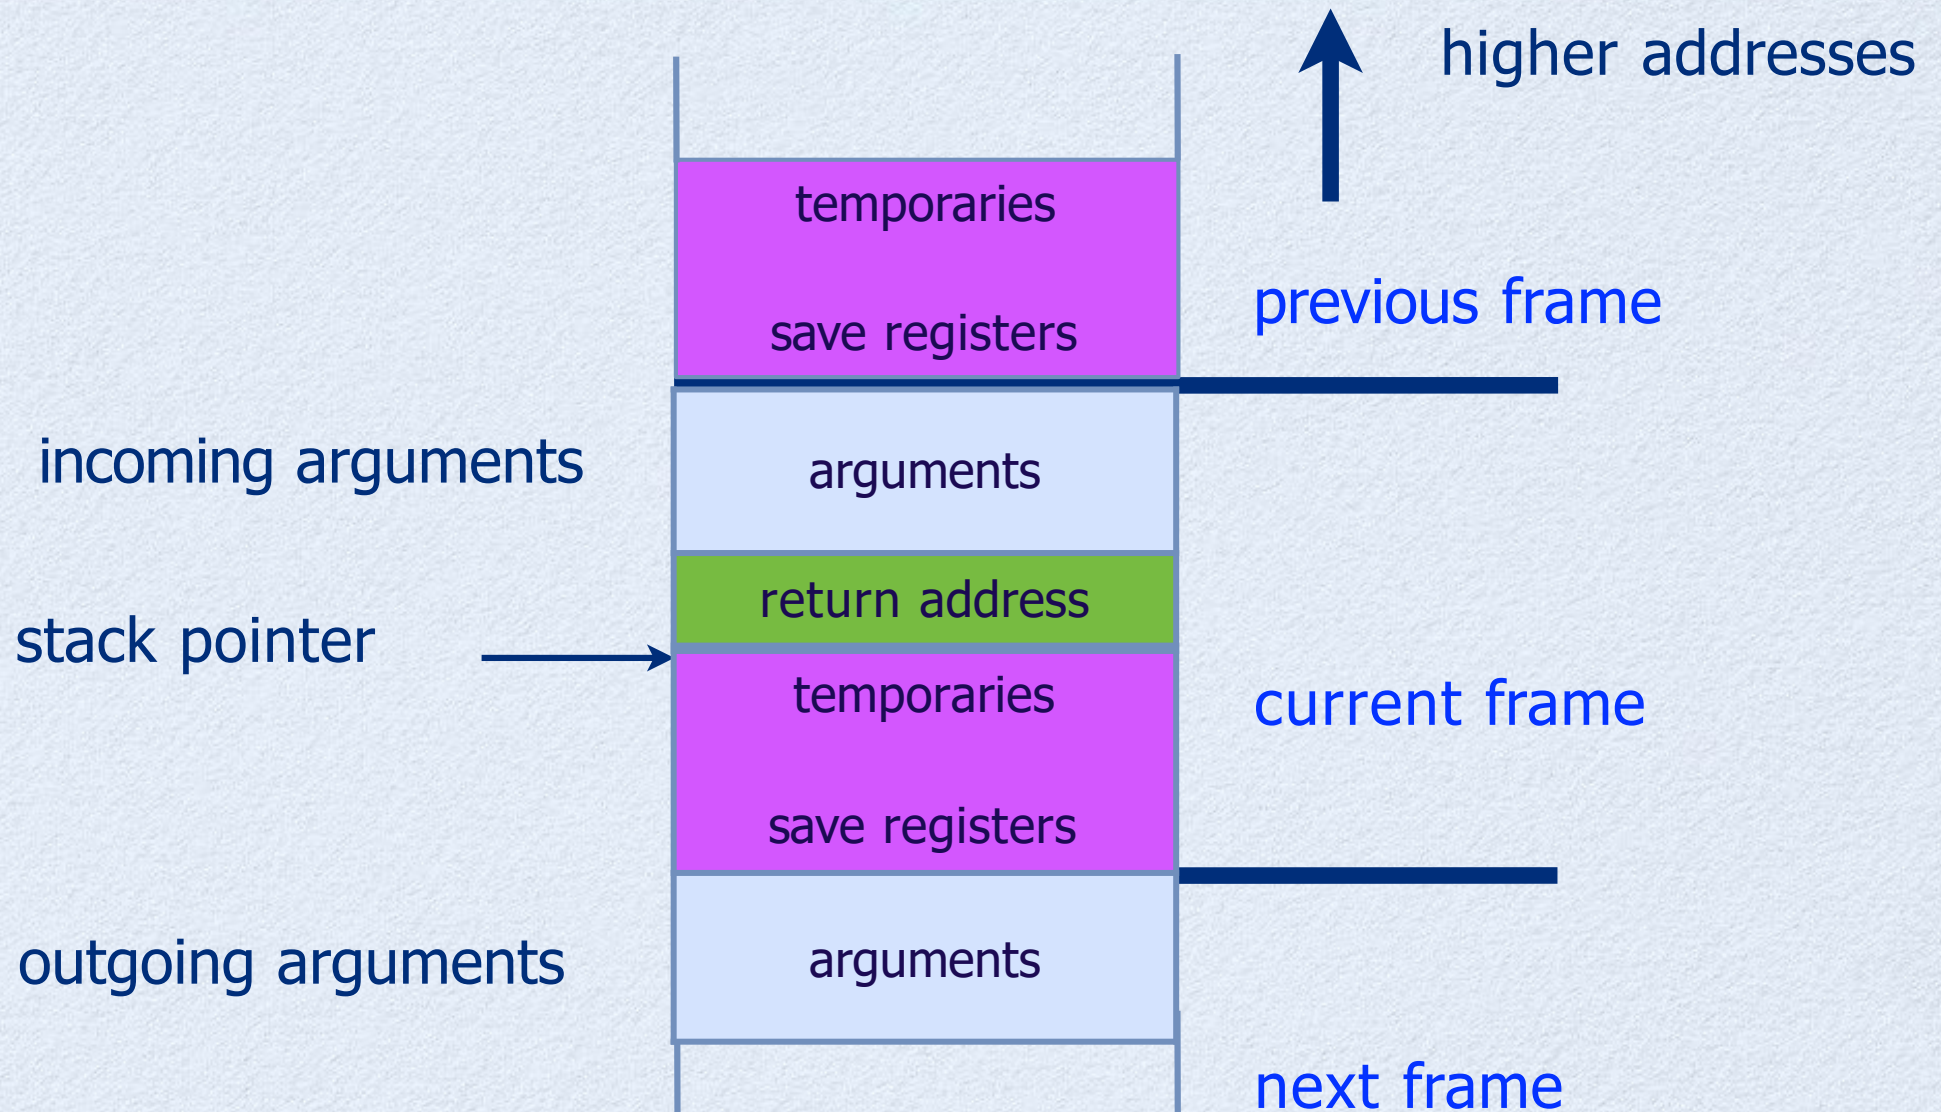 higher addresses
temporaries
previous frame
save registers
incoming arguments
arguments
return address
stack pointer
temporaries
current frame
save registers
outgoing arguments
arguments
next frame